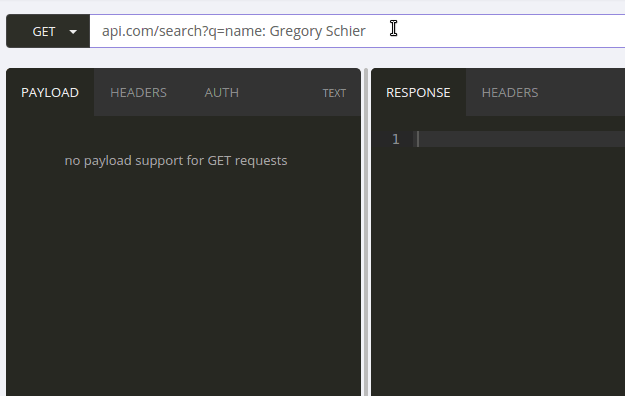 GET api.com/search?q=name: Gregory Schier
PAYLOAD HEADERS AUTH TEXT RESPONSE HEADERS
1
no payload support for GET requests